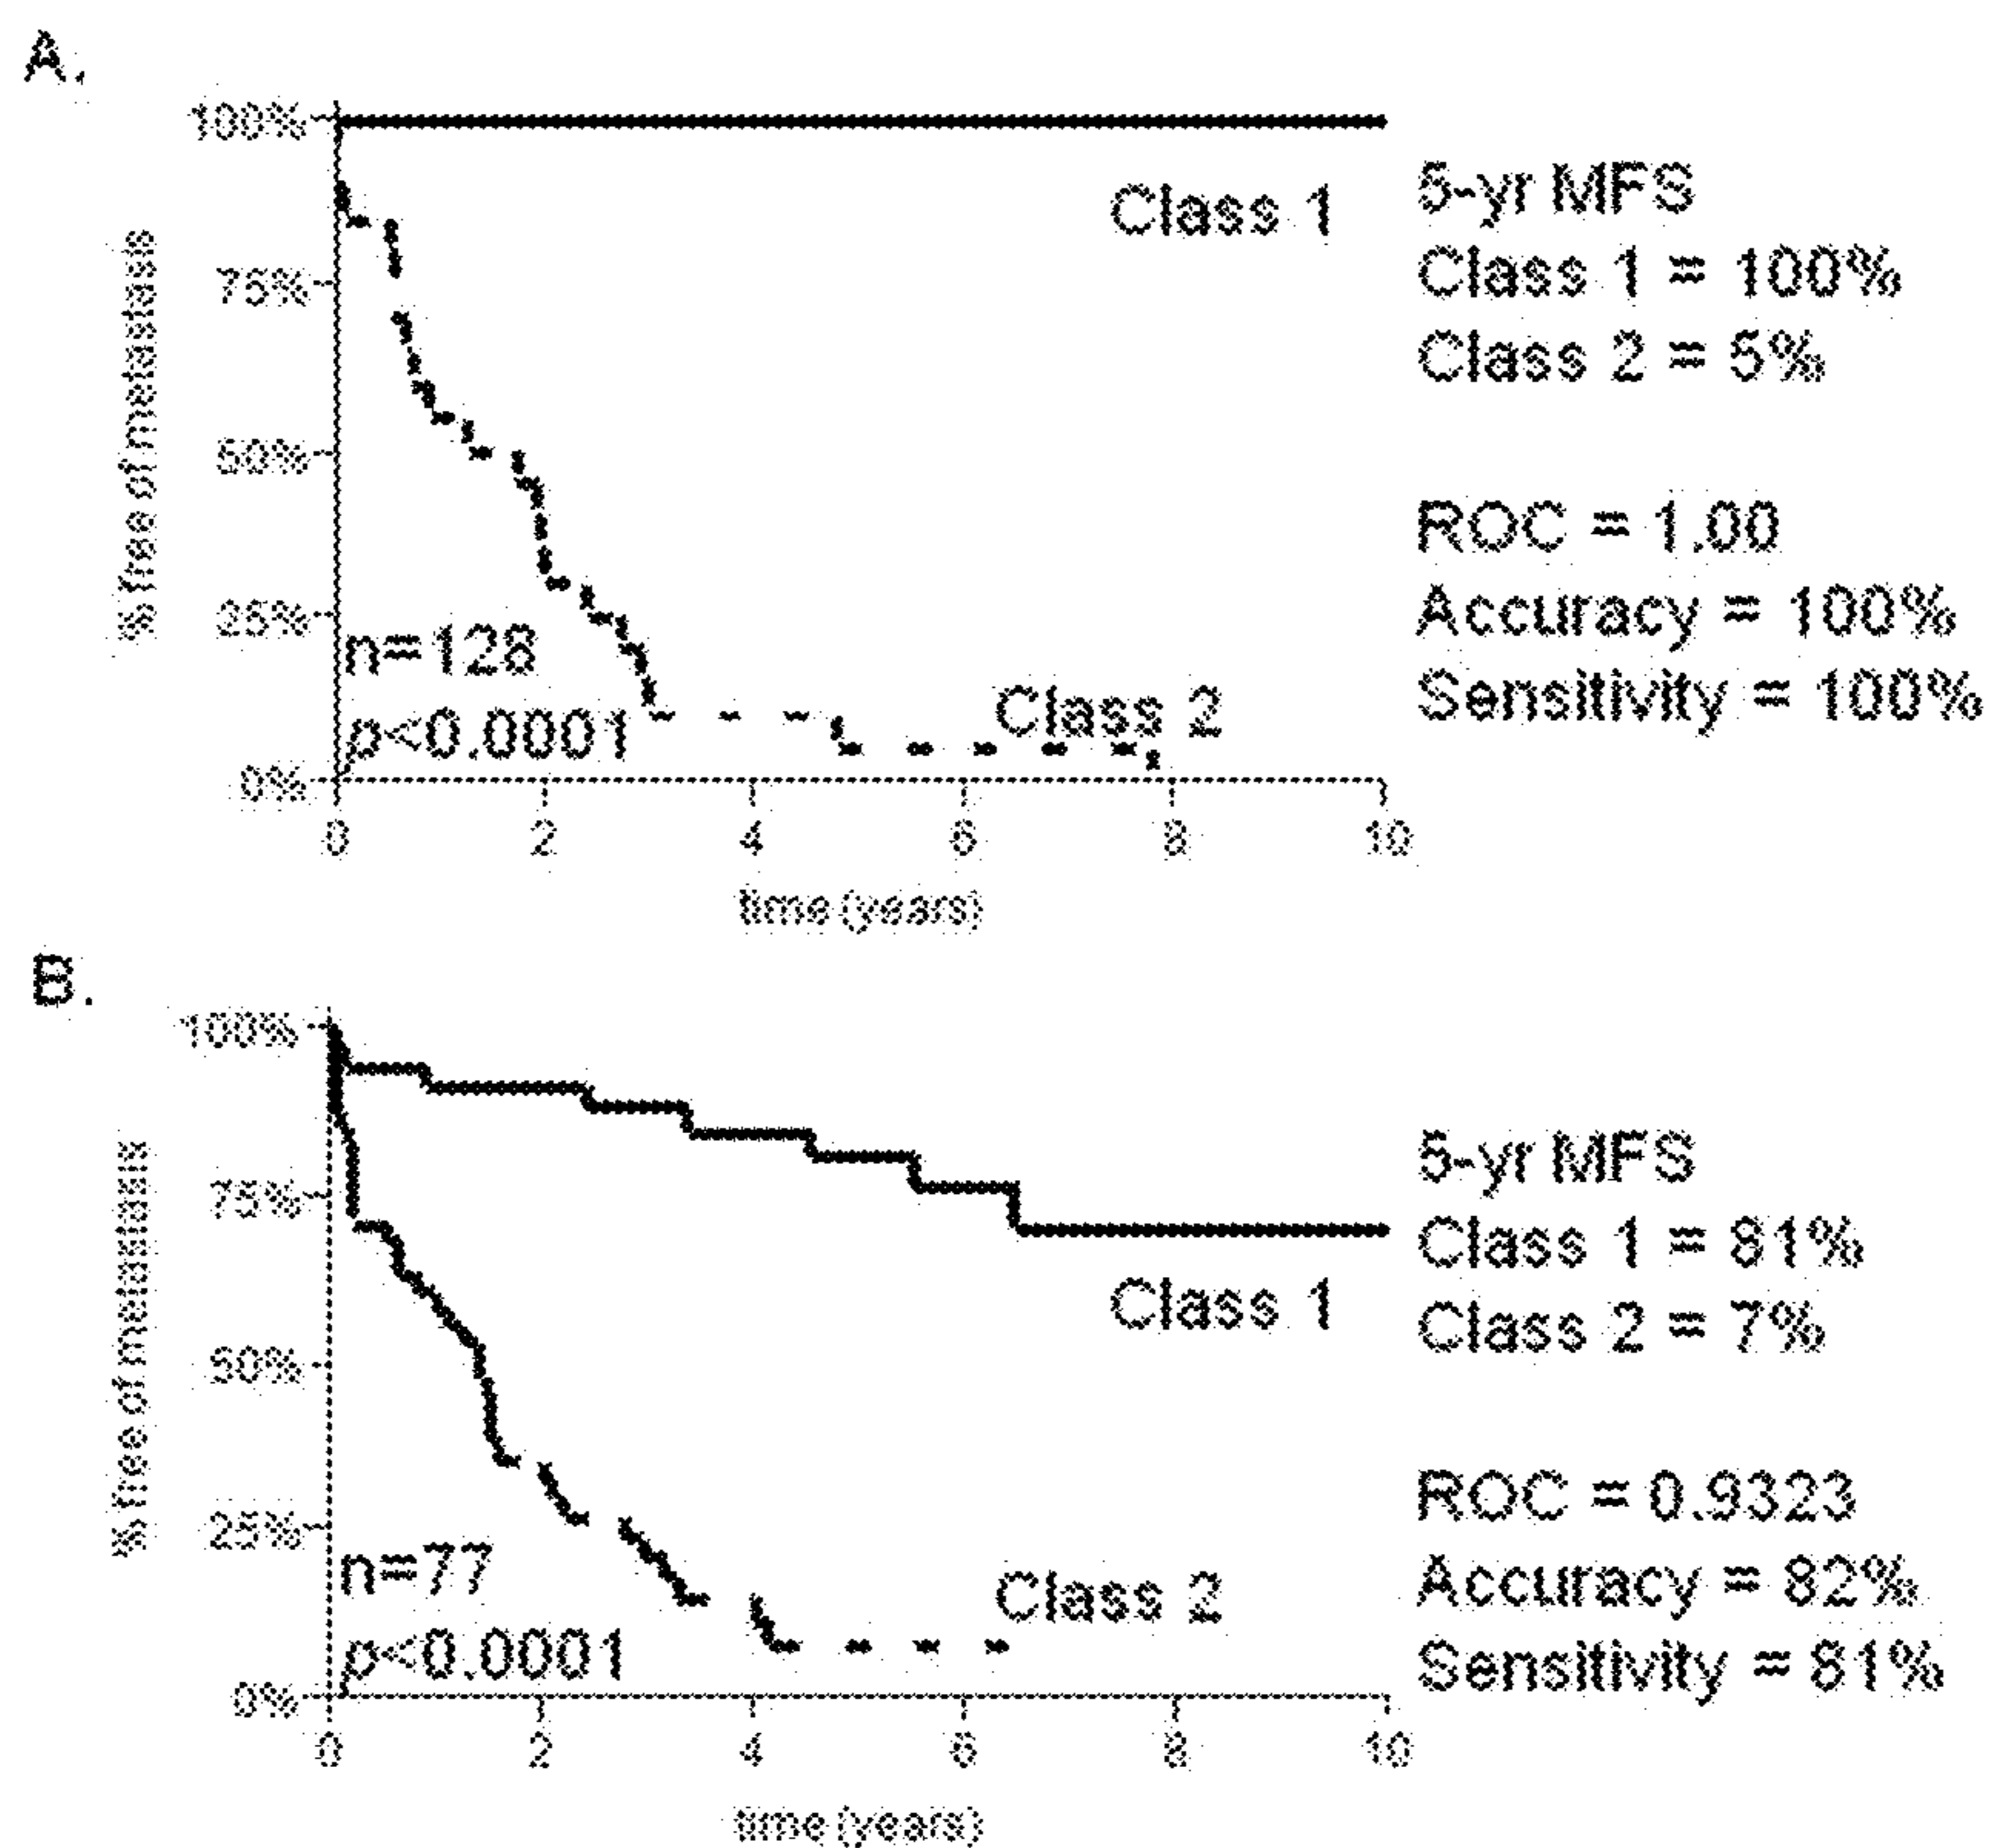 A.
100%
75%
50%
25%
0%
% free of metastasis
Class 1
Class 2
n=128
p<0.0001
0 2 4 6 8 10
time (years)
5-yr MFS
Class 1 = 100%
Class 2 = 5%
ROC = 1.00
Accuracy = 100%
Sensitivity = 100%
B.
100%
75%
50%
25%
0%
% free of metastasis
Class 1
Class 2
n=77
p<0.0001
0 2 4 6 8 10
time (years)
5-yr MFS
Class 1 = 81%
Class 2 = 7%
ROC = 0.9323
Accuracy = 82%
Sensitivity = 81%